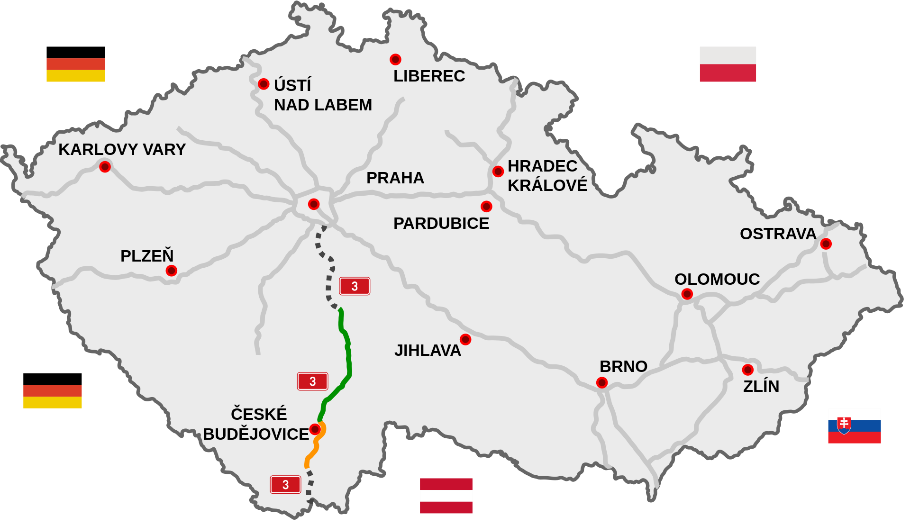 LIBEREC
ÚSTÍ
NAD LABEM
KARLOVY VARY
HRADEC
KRÁLOVÉ
PRAHA
PARDUBICE
OSTRAVA
PLZEŇ
OLOMOUC
3
JIHLAVA
BRNO
3
ZLÍN
ČESKÉ
BUDĚJOVICE
3